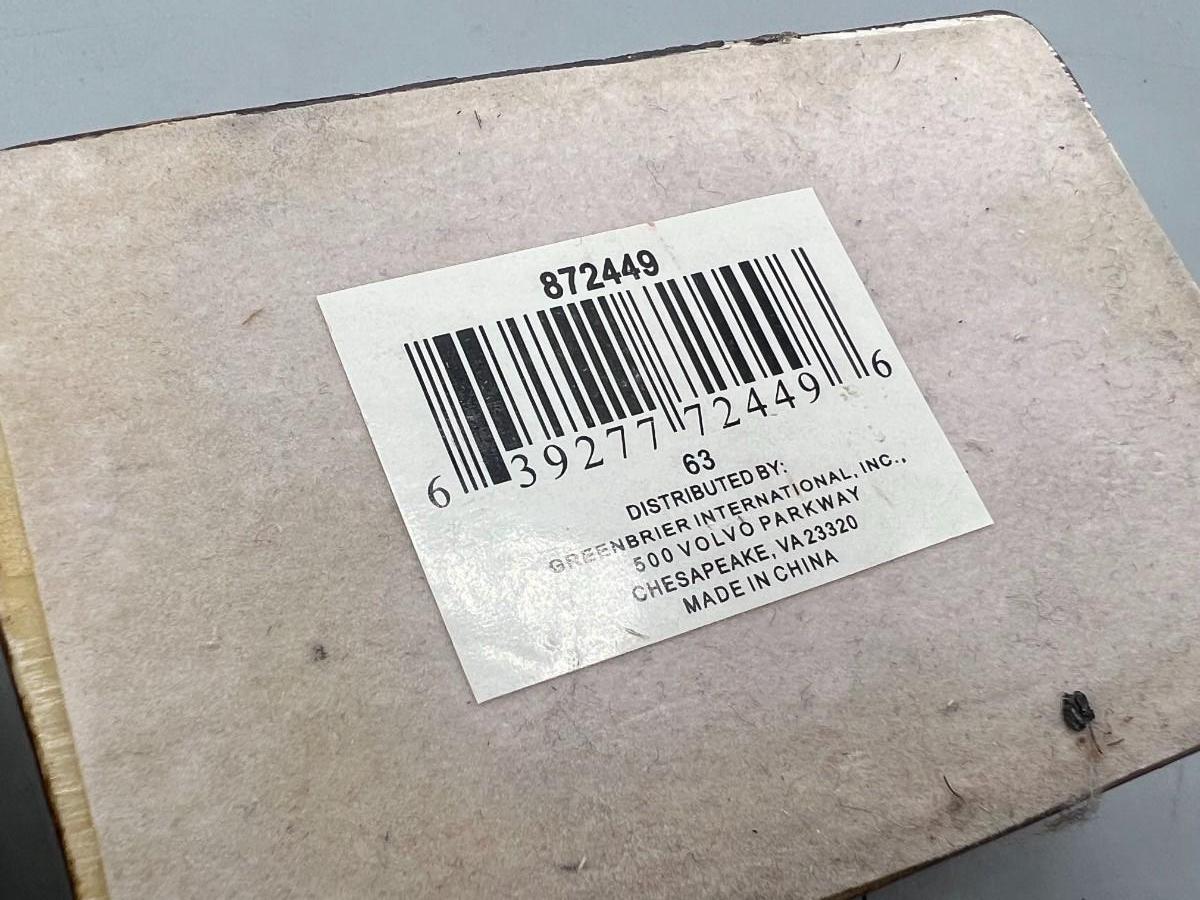 872449
6 39277 72449 6
63
DISTRIBUTED BY:
GREENBRIER INTERNATIONAL, INC.,
500 VOLVO PARKWAY
CHESAPEAKE, VA 23320
MADE IN CHINA